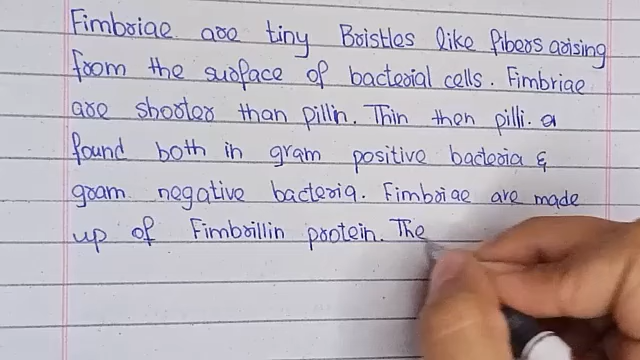 Fimbriae are tiny Bristles like fibers arising
from the surface of bacterial cells. Fimbriae
are shorter than pillin. Thin then pilli. a
found both in gram positive bacteria &
gram negative bacteria. Fimbriae are made
up of Fimbrillin protein. The